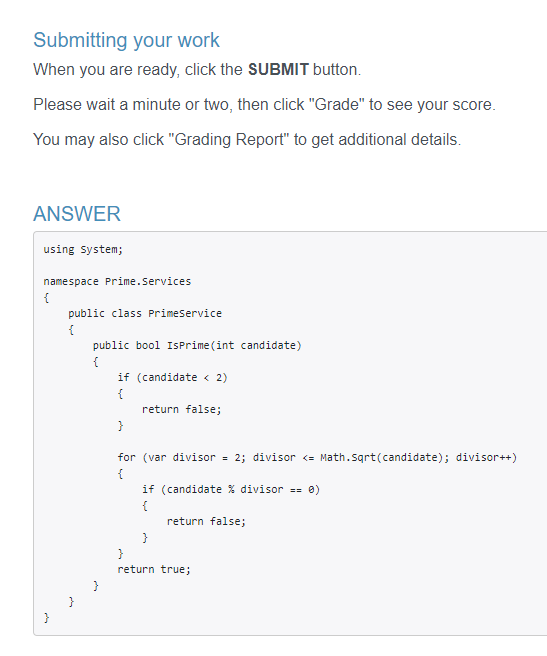 Submitting your work
When you are ready, click the SUBMIT button.
Please wait a minute or two, then click "Grade" to see your score.
You may also click "Grading Report" to get additional details.
ANSWER
using System;
namespace Prime.Services
{
    public class PrimeService
    {
        public bool IsPrime(int candidate)
        {
            if (candidate < 2)
            {
                return false;
            }
            for (var divisor = 2; divisor <= Math.Sqrt(candidate); divisor++)
            {
                if (candidate % divisor == 0)
                {
                    return false;
                }
            }
            return true;
        }
    }
}